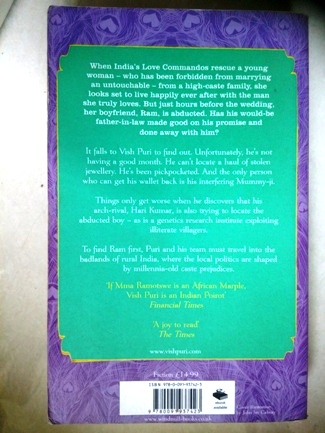 When India's Love Commandos rescue a young
woman – who has been forbidden from marrying
an untouchable – from a high-caste family, she
looks set to live happily ever after with the man
she truly loves. But just hours before the wedding,
her boyfriend, Ram, is abducted. Has his would-be
father-in-law made good on his promise and
done away with him?
It falls to Vish Puri to find out. Unfortunately, he's not
having a good month. He can't locate a haul of stolen
jewellery. He's been pickpocketed. And the only person
who can get his wallet back is his interfering Mummy-ji.
Things only get worse when he discovers that his
arch-rival, Hari Kumar, is also trying to locate the
abducted boy – as is a genetics research institute exploiting
illiterate villagers.
To find Ram first, Puri and his team must travel into the
badlands of rural India, where the local politics are shaped
by millennia-old caste prejudices.
'If Mma Ramotswe is an African Marple,
Vish Puri is an Indian Poirot'
Financial Times
'A joy to read'
The Times
www.vishpuri.com
Fiction £14.99
ISBN 978-0-091-93742-3
9 780091 937423